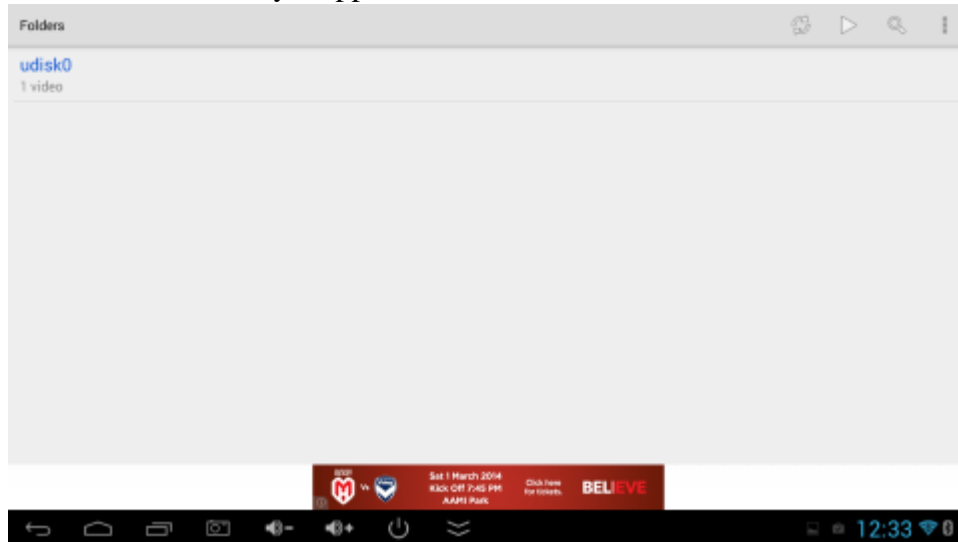 Folders
udisk0
1 video
Vs
Sat 1 March 2014
Kick Off 7:45 PM
AAMI Park
Click here
for tickets.
BELIEVE
12:33